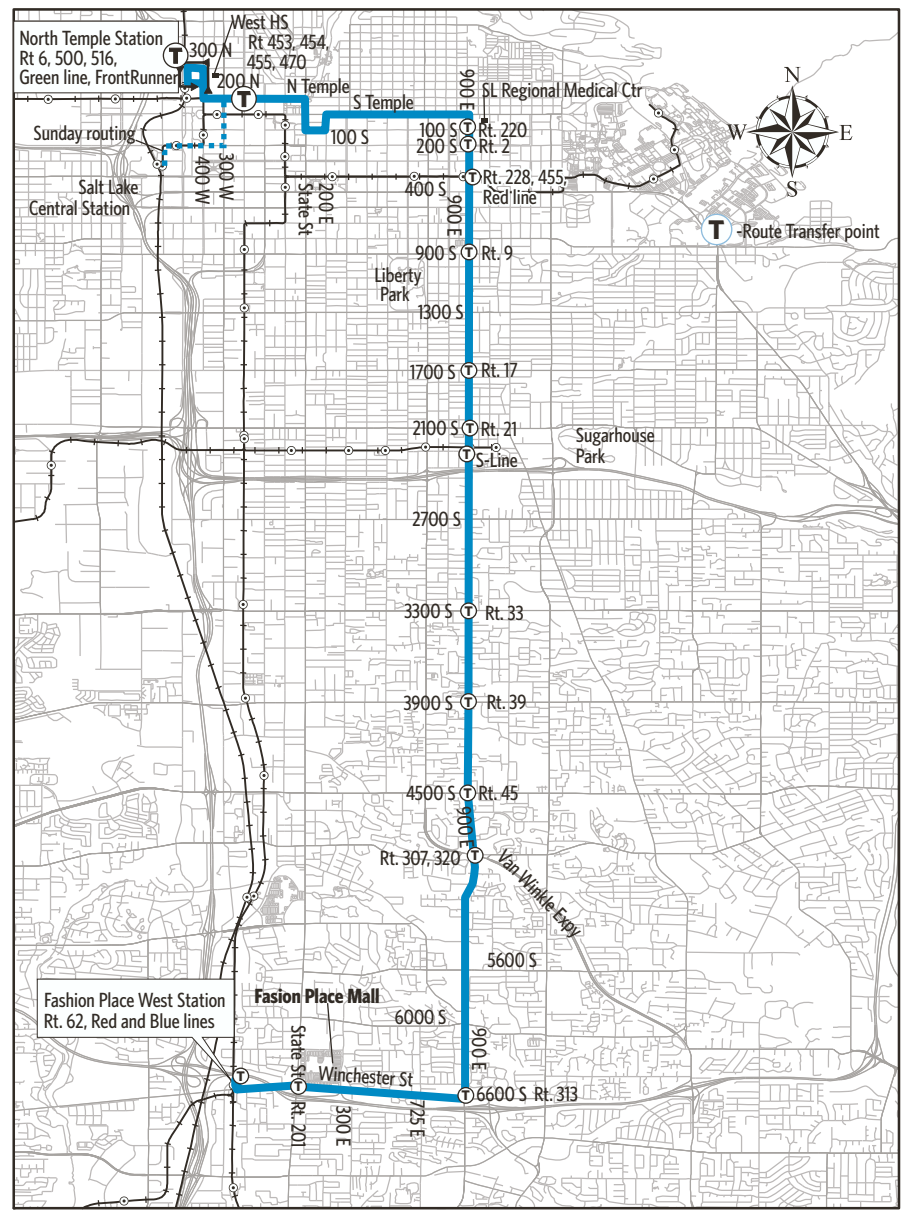 North Temple Station
Rt 6, 500, 516,
Green line, FrontRunner
T
300 N
West HS
Rt 453, 454,
455, 470
200 N
T
N Temple
S Temple
100 S
900 E
SL Regional Medical Ctr
100 S T Rt. 220
200 S T Rt. 2
Sunday routing
400 W
300 W
Salt Lake
Central Station
State St
200 E
400 S
T Rt. 228, 455,
Red line
900 E
N
W
E
S
T -Route Transfer point
900 S T Rt. 9
Liberty
Park
1300 S
1700 S T Rt. 17
2100 S T Rt. 21
T S-Line
Sugarhouse
Park
2700 S
3300 S T Rt. 33
3900 S T Rt. 39
4500 S T Rt. 45
900 E
Rt. 307, 320 T
Van Winkle Expy
5600 S
Fashion Place West Station
Rt. 62, Red and Blue lines
Fasion Place Mall
6000 S
900 E
T
State St
T
Rt. 201
Winchester St
300 E
725 E
T 6600 S Rt. 313